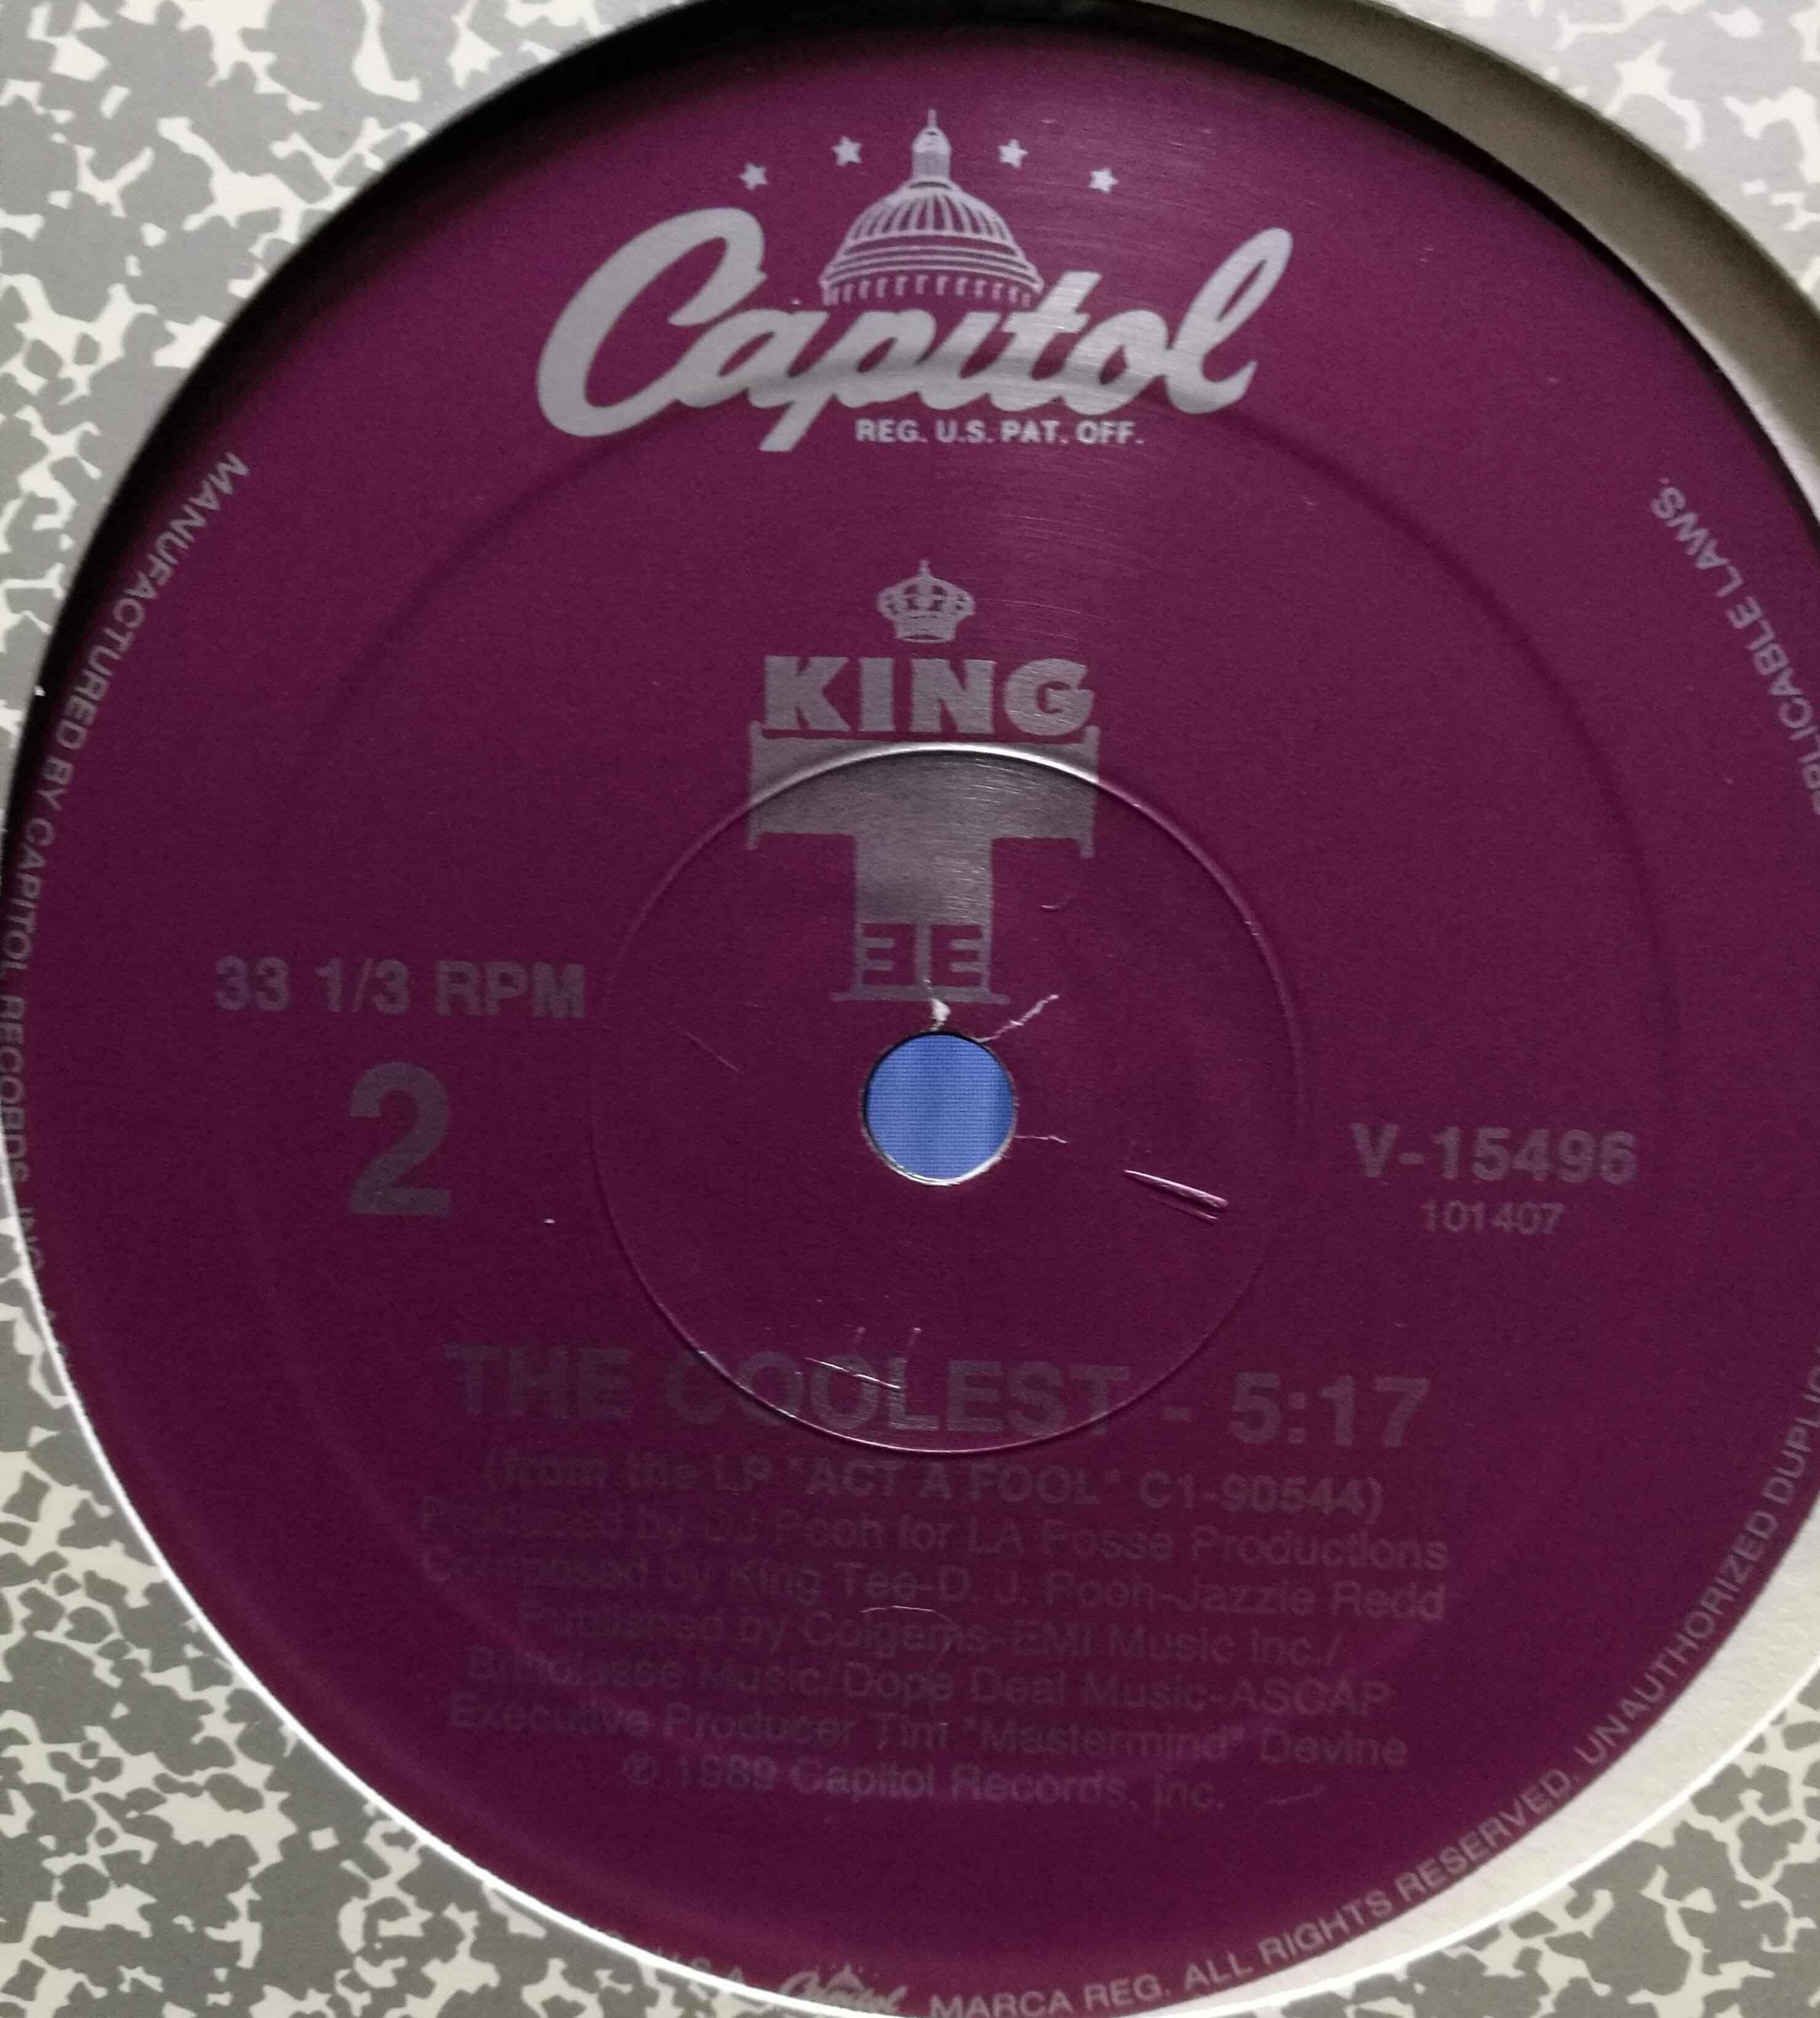 Capitol
REG. U.S. PAT. OFF.
KING
T
EE
33 1/3 RPM
2
V-15496
101407
THE COOLEST - 5:17
(from the LP "ACT A FOOL" C1-90544)
Produced by DJ Pooh for LA Posse Productions
Composed by King Tee-D. J. Pooh-Jazzie Redd
Published by Colgems-EMI Music Inc./
Music/Dope Deal Music-ASCAP
Executive Producer Tim "Mastermind" Devine
℗ 1989 Capitol Records, Inc.
MANUFACTURED BY CAPITOL RECORDS, INC.
U.S.A. Capitol MARCA REG. ALL RIGHTS RESERVED. UNAUTHORIZED
LAWS.